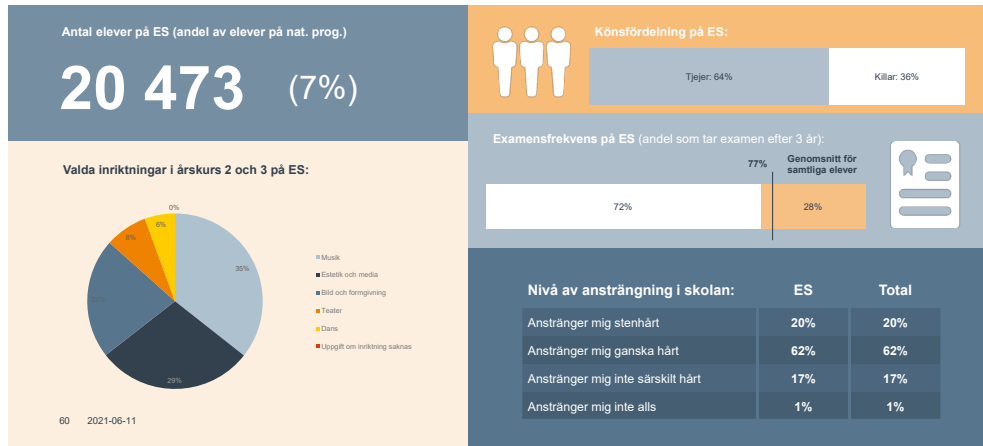 Antal elever på ES (andel av elever på nat. prog.)
20 473 (7%)
Valda inriktningar i årskurs 2 och 3 på ES:
0%
6%
8%
35%
29%
Musik
Estetik och media
Bild och formgivning
Teater
Dans
Uppgift om inriktning saknas
60 2021-06-11
Könsfördelning på ES:
Tjejer: 64%
Killar: 36%
Examensfrekvens på ES (andel som tar examen efter 3 år):
77%
Genomsnitt för
samtliga elever
72%
28%
Nivå av ansträngning i skolan: ES Total
Anstränger mig stenhårt 20% 20%
Anstränger mig ganska hårt 62% 62%
Anstränger mig inte särskilt hårt 17% 17%
Anstränger mig inte alls 1% 1%